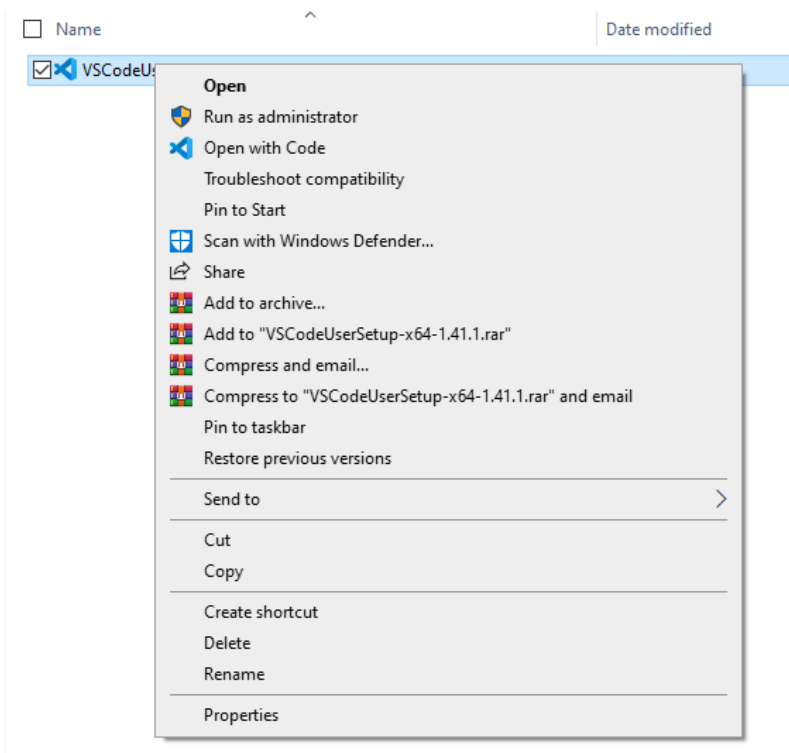 Name
Date modified
VSCodeUs
Open
Run as administrator
Open with Code
Troubleshoot compatibility
Pin to Start
Scan with Windows Defender...
Share
Add to archive...
Add to "VSCodeUserSetup-x64-1.41.1.rar"
Compress and email...
Compress to "VSCodeUserSetup-x64-1.41.1.rar" and email
Pin to taskbar
Restore previous versions
Send to
Cut
Copy
Create shortcut
Delete
Rename
Properties